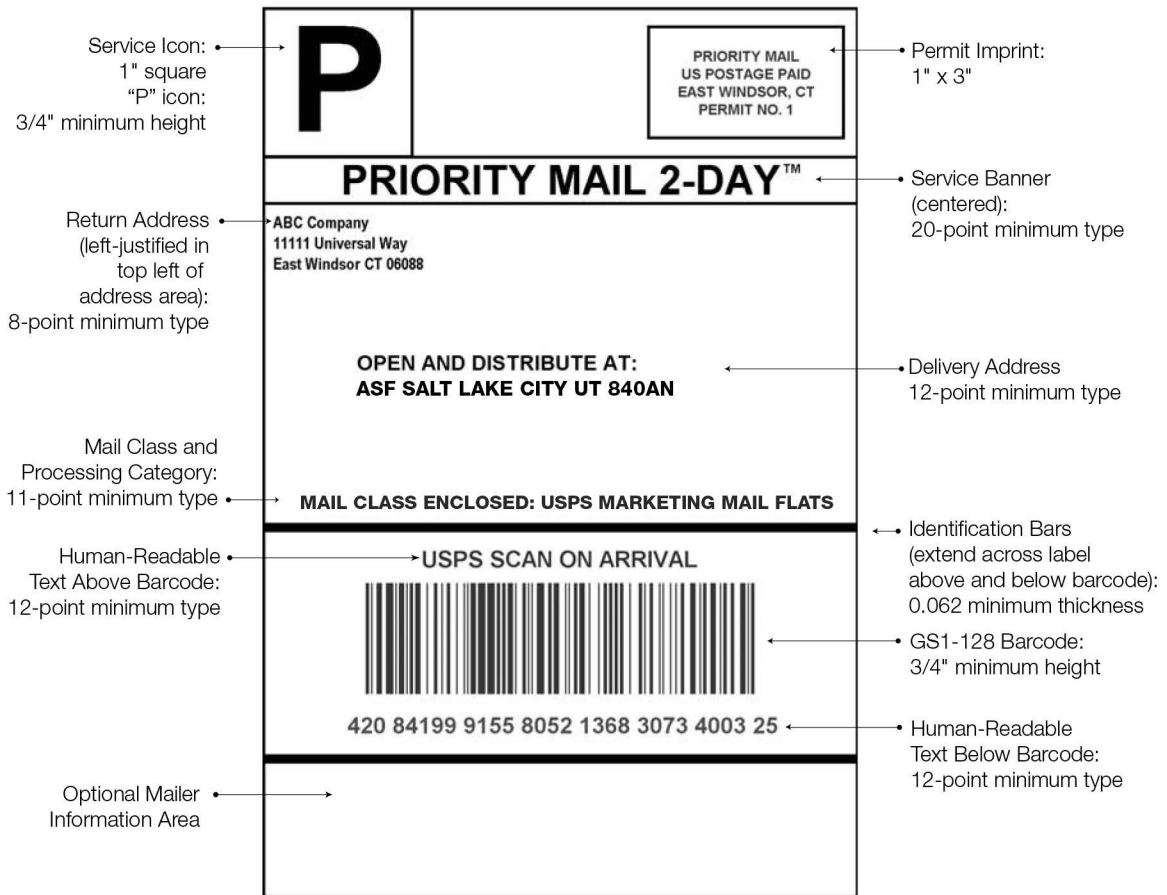 Service Icon:
1" square
“P” icon:
3/4" minimum height
P
PRIORITY MAIL
US POSTAGE PAID
EAST WINDSOR, CT
PERMIT NO. 1
Permit Imprint:
1" x 3"
PRIORITY MAIL 2-DAY™
Service Banner
(centered):
20-point minimum type
Return Address
(left-justified in
top left of
address area):
8-point minimum type
ABC Company
11111 Universal Way
East Windsor CT 06088
OPEN AND DISTRIBUTE AT:
ASF SALT LAKE CITY UT 840AN
Delivery Address
12-point minimum type
Mail Class and
Processing Category:
11-point minimum type
MAIL CLASS ENCLOSED: USPS MARKETING MAIL FLATS
Identification Bars
(extend across label
above and below barcode):
0.062 minimum thickness
Human-Readable
Text Above Barcode:
12-point minimum type
USPS SCAN ON ARRIVAL
GS1-128 Barcode:
3/4" minimum height
420 84199 9155 8052 1368 3073 4003 25
Human-Readable
Text Below Barcode:
12-point minimum type
Optional Mailer
Information Area